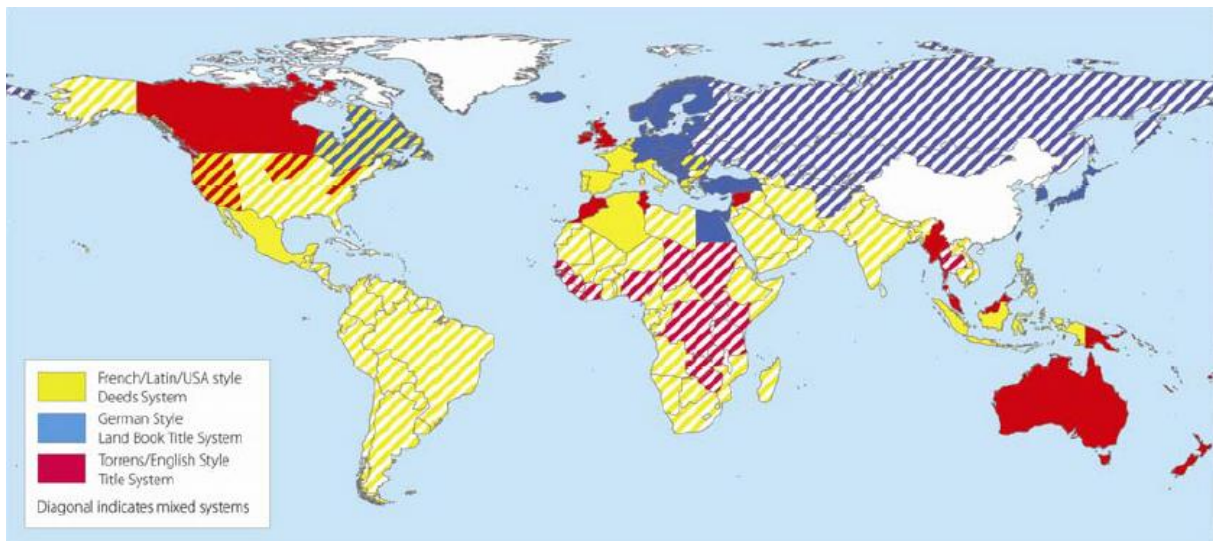 French/Latin/USA style
Deeds System
German Style
Land Book Title System
Torrens/English Style
Title System
Diagonal indicates mixed systems